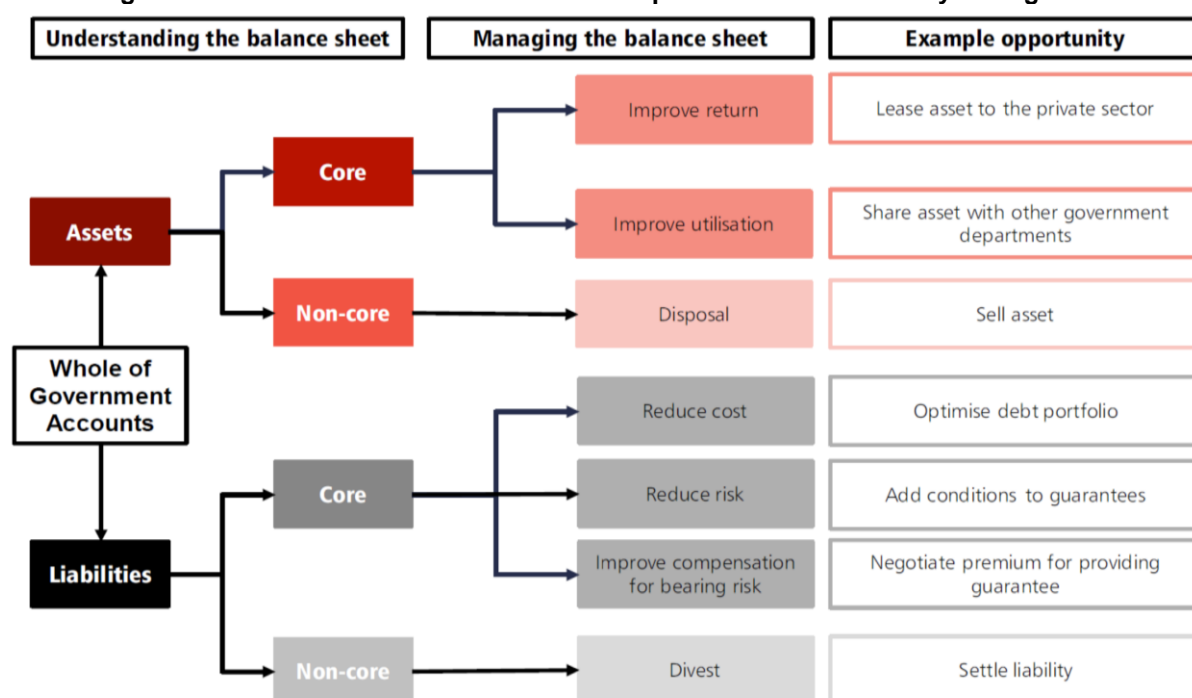 Understanding the balance sheet
Managing the balance sheet
Example opportunity
Improve return
Lease asset to the private sector
Core
Assets
Improve utilisation
Share asset with other government
departments
Non-core
Disposal
Sell asset
Whole of
Government
Accounts
Reduce cost
Optimise debt portfolio
Core
Reduce risk
Add conditions to guarantees
Liabilities
Improve compensation
for bearing risk
Negotiate premium for providing
guarantee
Non-core
Divest
Settle liability